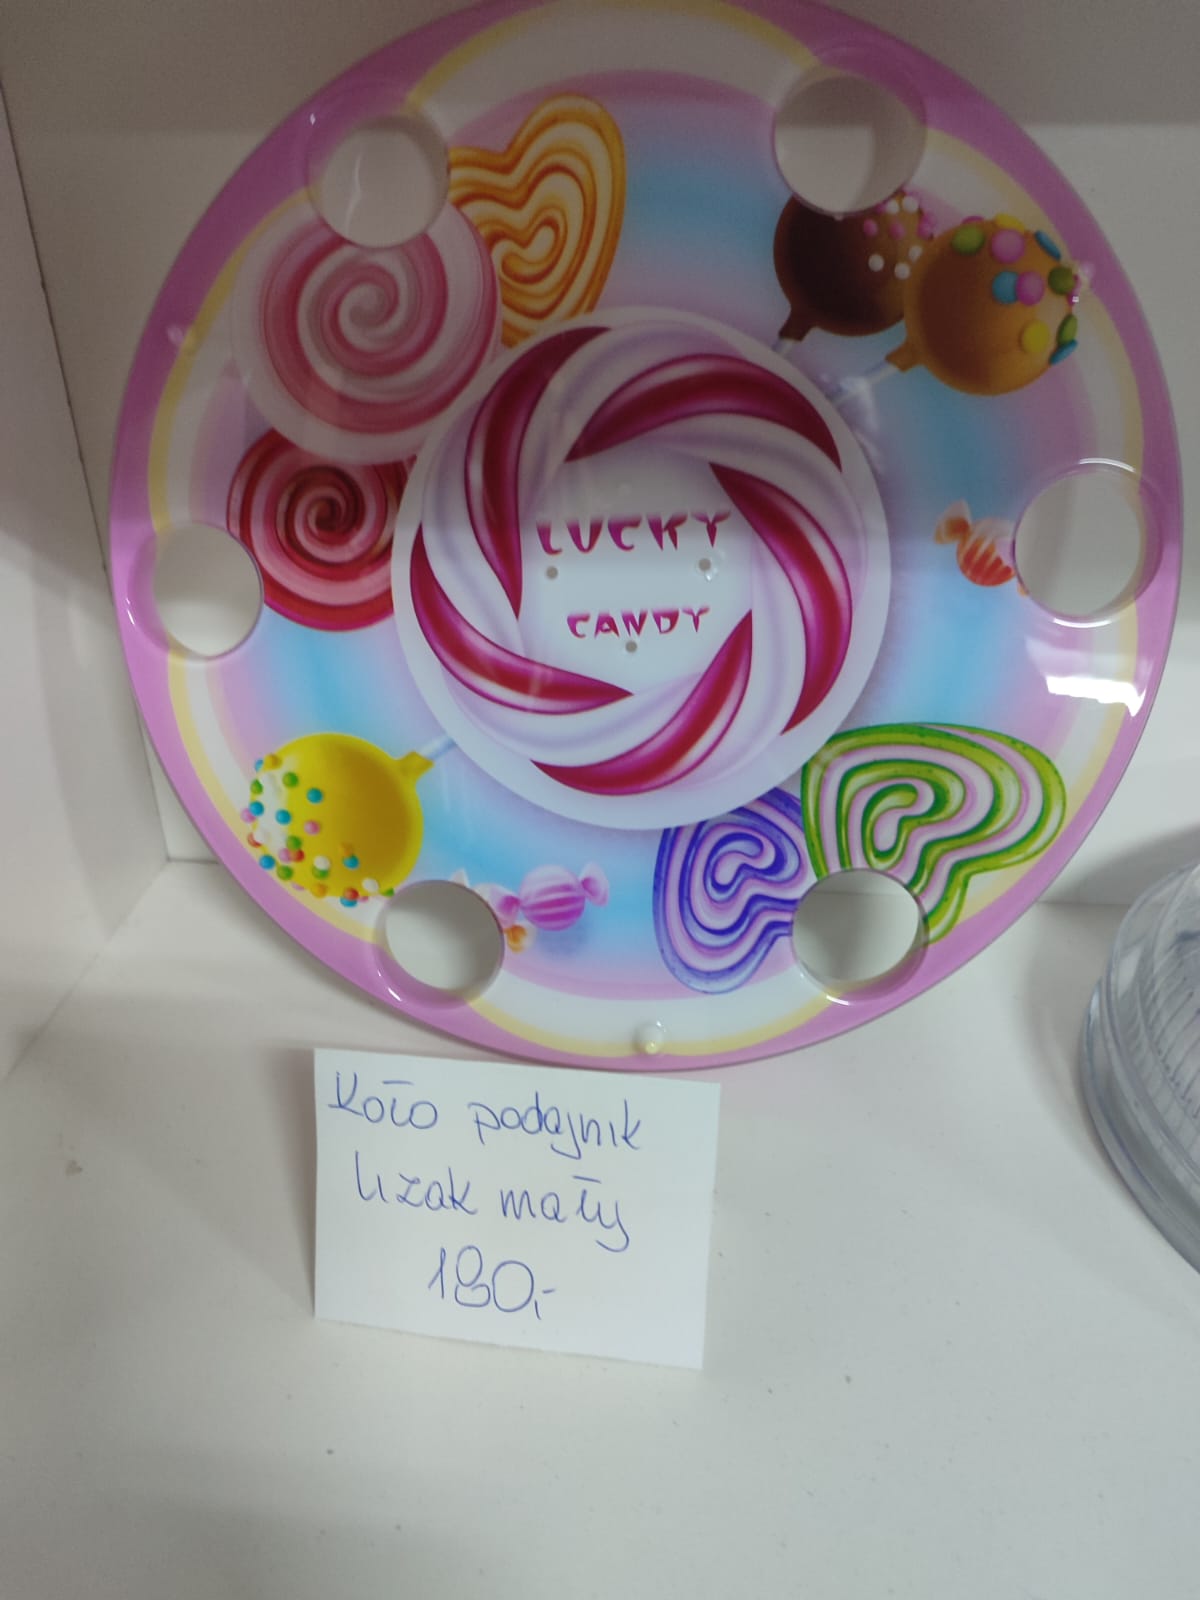 LUCKY
CANDY
Koło podajnik
lizak mały
180,-